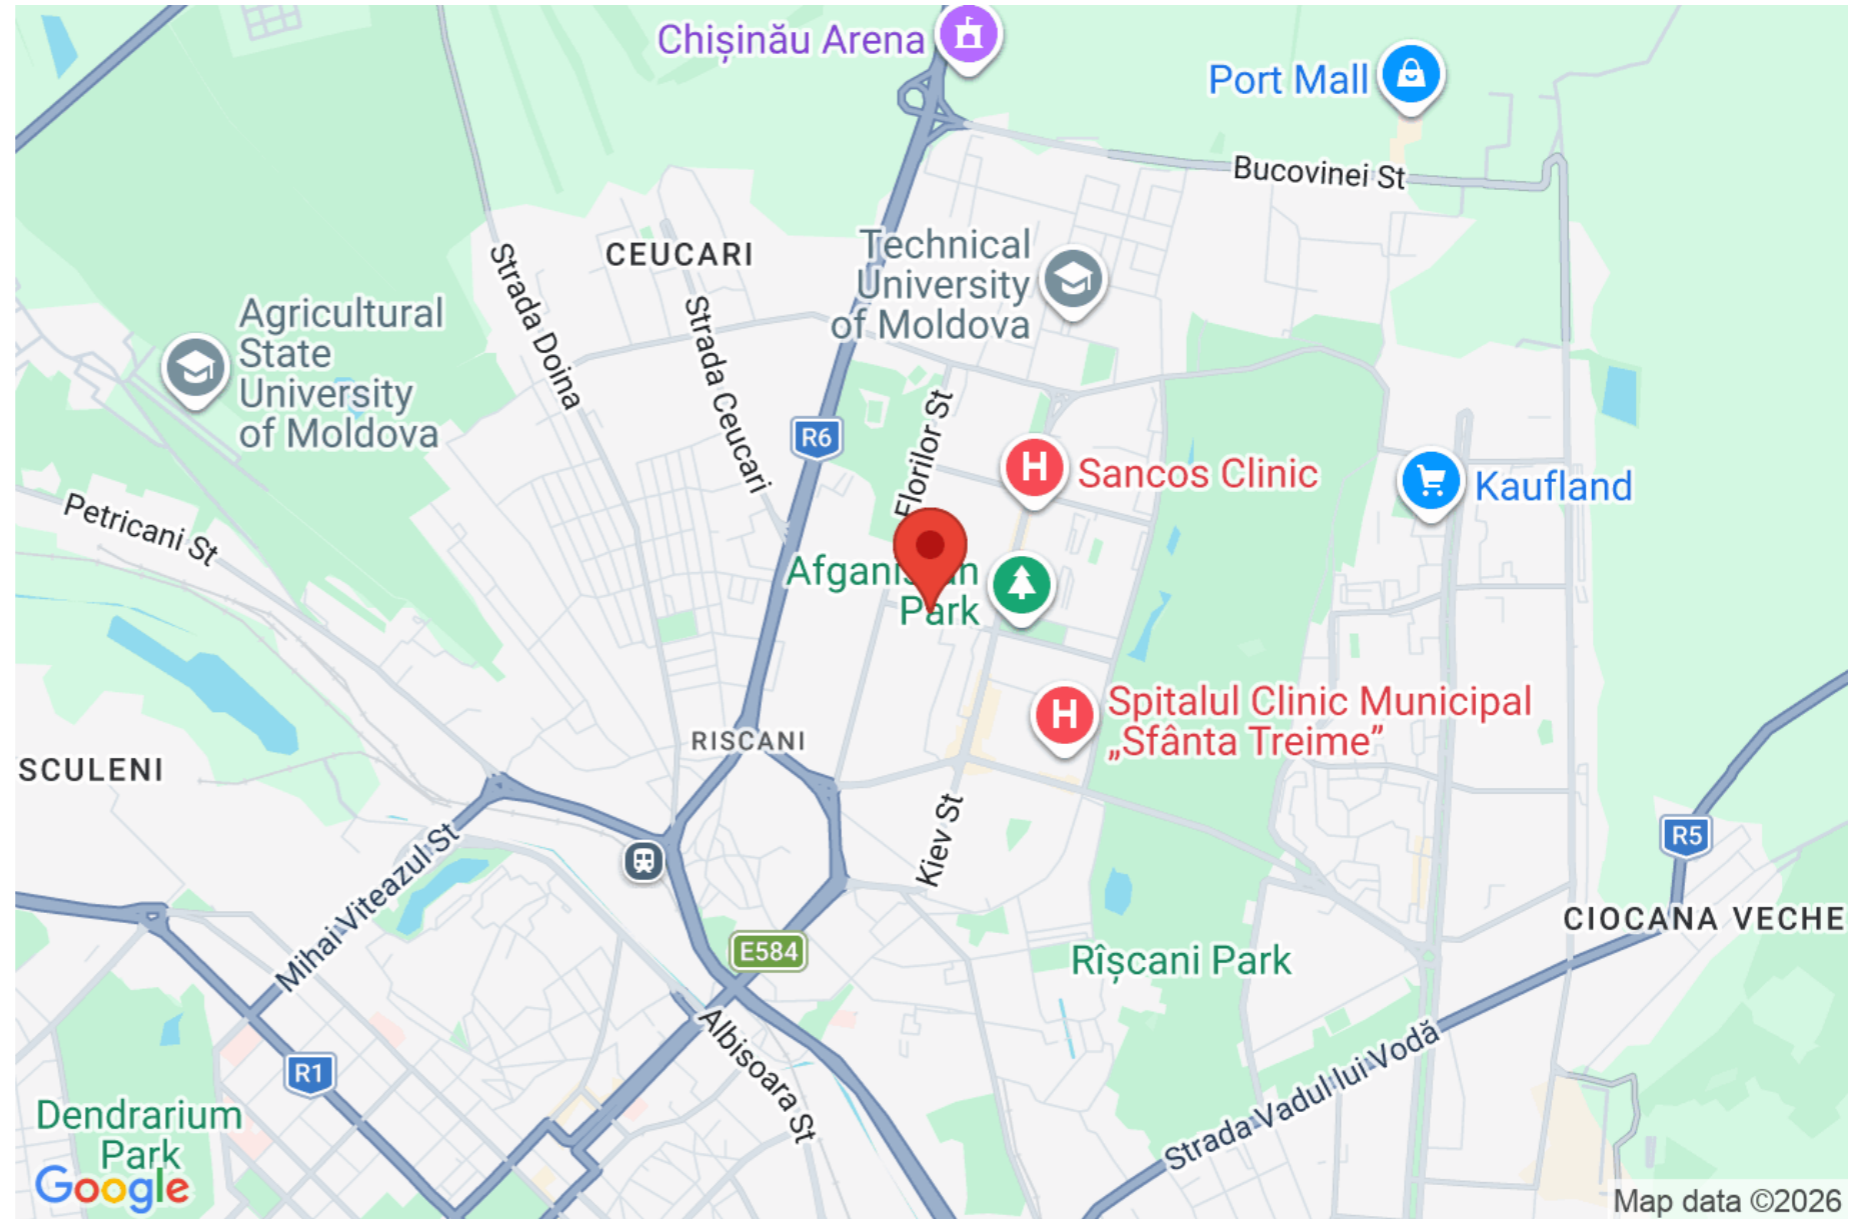 Chișinău Arena
Port Mall
Bucovinei St
CEUCARI
Technical
University
of Moldova
Strada Doina
Strada Ceucari
Agricultural
State
University
of Moldova
R6
Florilor St
Sancos Clinic
Kaufland
Petricani St
Park
Spitalul Clinic Municipal
„Sfânta Treime”
RISCANI
SCULENI
Kiev St
R5
Mihai Viteazul St
CIOCANA VECHE
E584
Rîșcani Park
Albisoara St
R1
Strada Vadul lui Vodă
Dendrarium
Park
Google
Map data ©2026